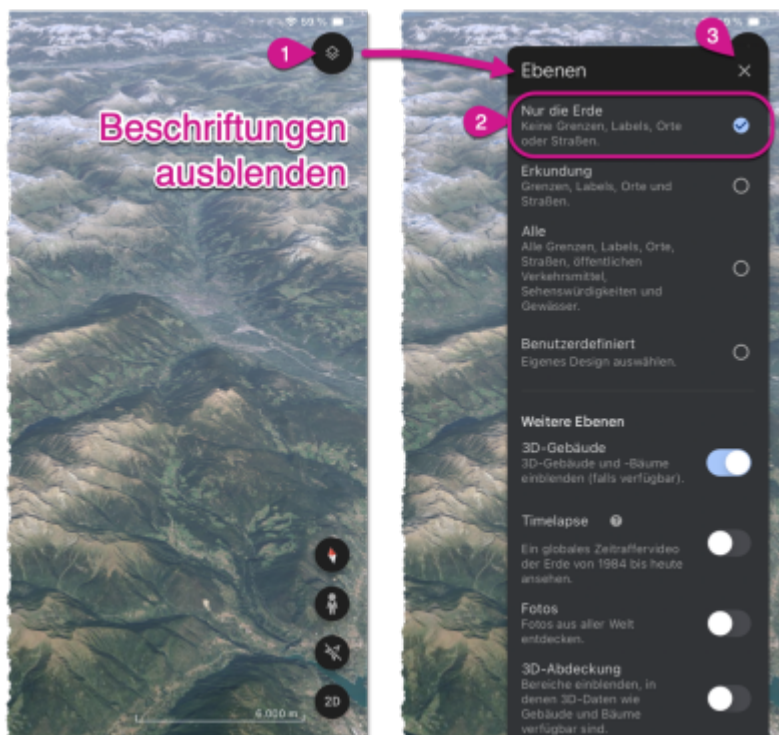 59 %
1
Beschriftungen
ausblenden
2D
6.000 m
%
3
Ebenen
2
Nur die Erde
Keine Grenzen, Labels, Orte
oder Straßen.
Erkundung
Grenzen, Labels, Orte und
Straßen.
Alle
Alle Grenzen, Labels, Orte,
Straßen, öffentlichen
Verkehrsmittel,
Sehenswürdigkeiten und
Gewässer.
Benutzerdefiniert
Eigenes Design auswählen.
Weitere Ebenen
3D-Gebäude
3D-Gebäude und -Bäume
einblenden (falls verfügbar).
Timelapse ?
Ein globales Zeitraffervideo
der Erde von 1984 bis heute
ansehen.
Fotos
Fotos aus aller Welt
entdecken.
3D-Abdeckung
Bereiche einblenden, in
denen 3D-Daten wie
Gebäude und Bäume
verfügbar sind.